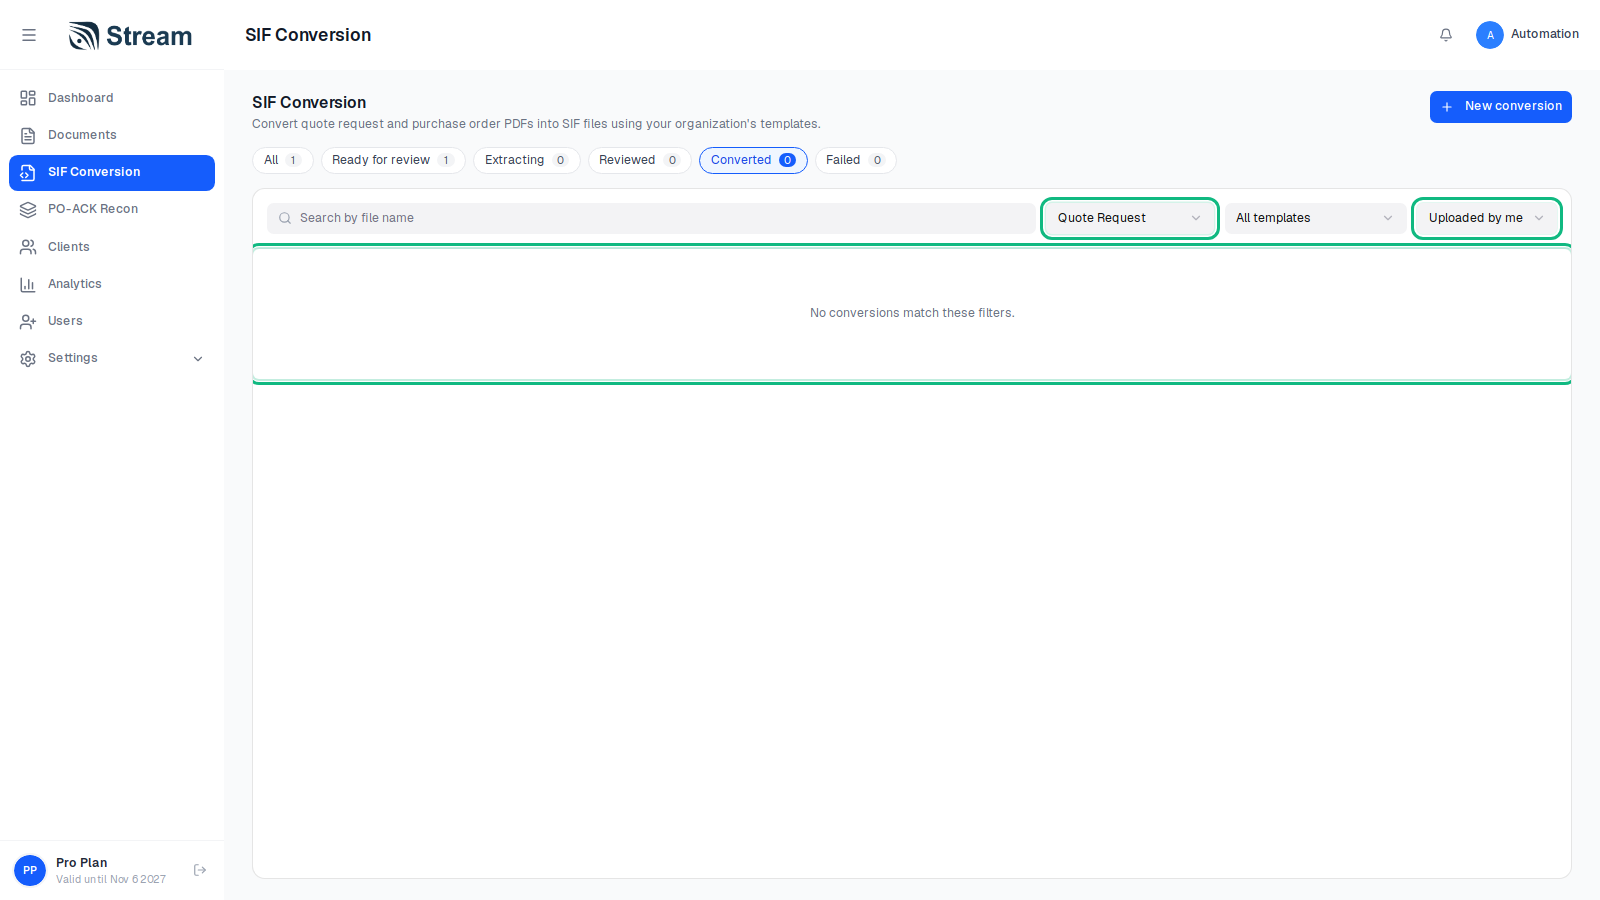 Stream
SIF Conversion
A
Automation
Dashboard
Documents
SIF Conversion
PO-ACK Recon
Clients
Analytics
Users
Settings
SIF Conversion
Convert quote request and purchase order PDFs into SIF files using your organization's templates.
New conversion
All 1
Ready for review 1
Extracting 0
Reviewed 0
Converted 0
Failed 0
Search by file name
Quote Request
All templates
Uploaded by me
No conversions match these filters.
PP
Pro Plan
Valid until Nov 6 2027